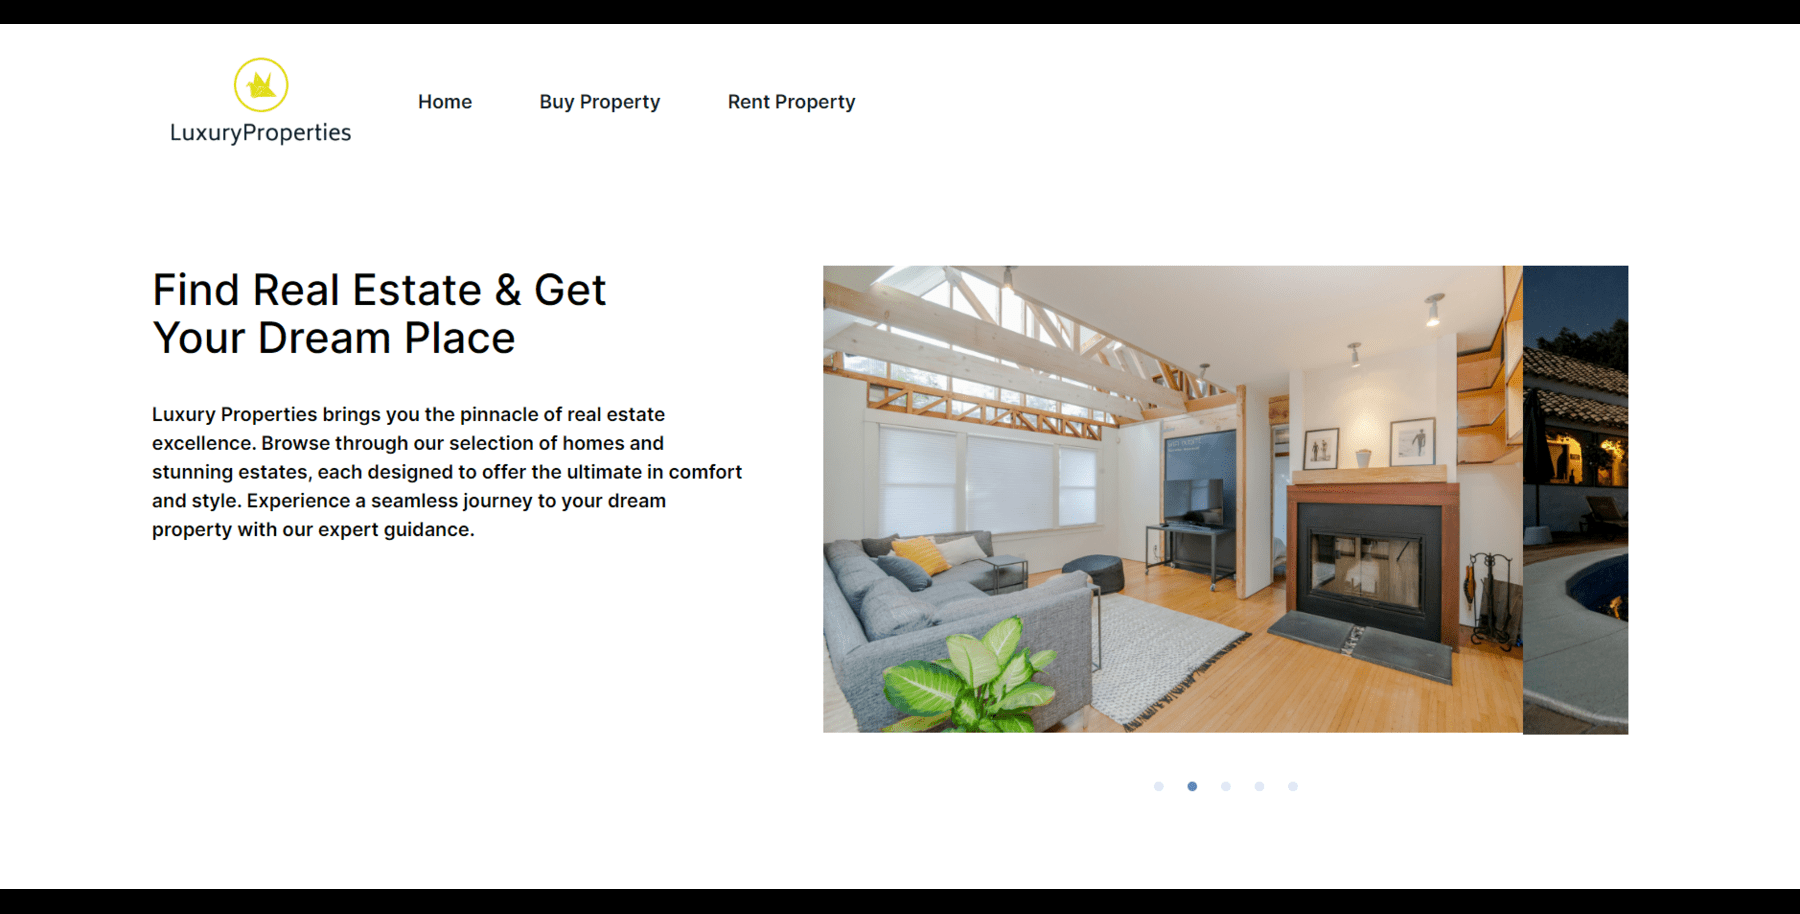 LuxuryProperties
Home
Buy Property
Rent Property
Find Real Estate & Get
Your Dream Place
Luxury Properties brings you the pinnacle of real estate
excellence. Browse through our selection of homes and
stunning estates, each designed to offer the ultimate in comfort
and style. Experience a seamless journey to your dream
property with our expert guidance.